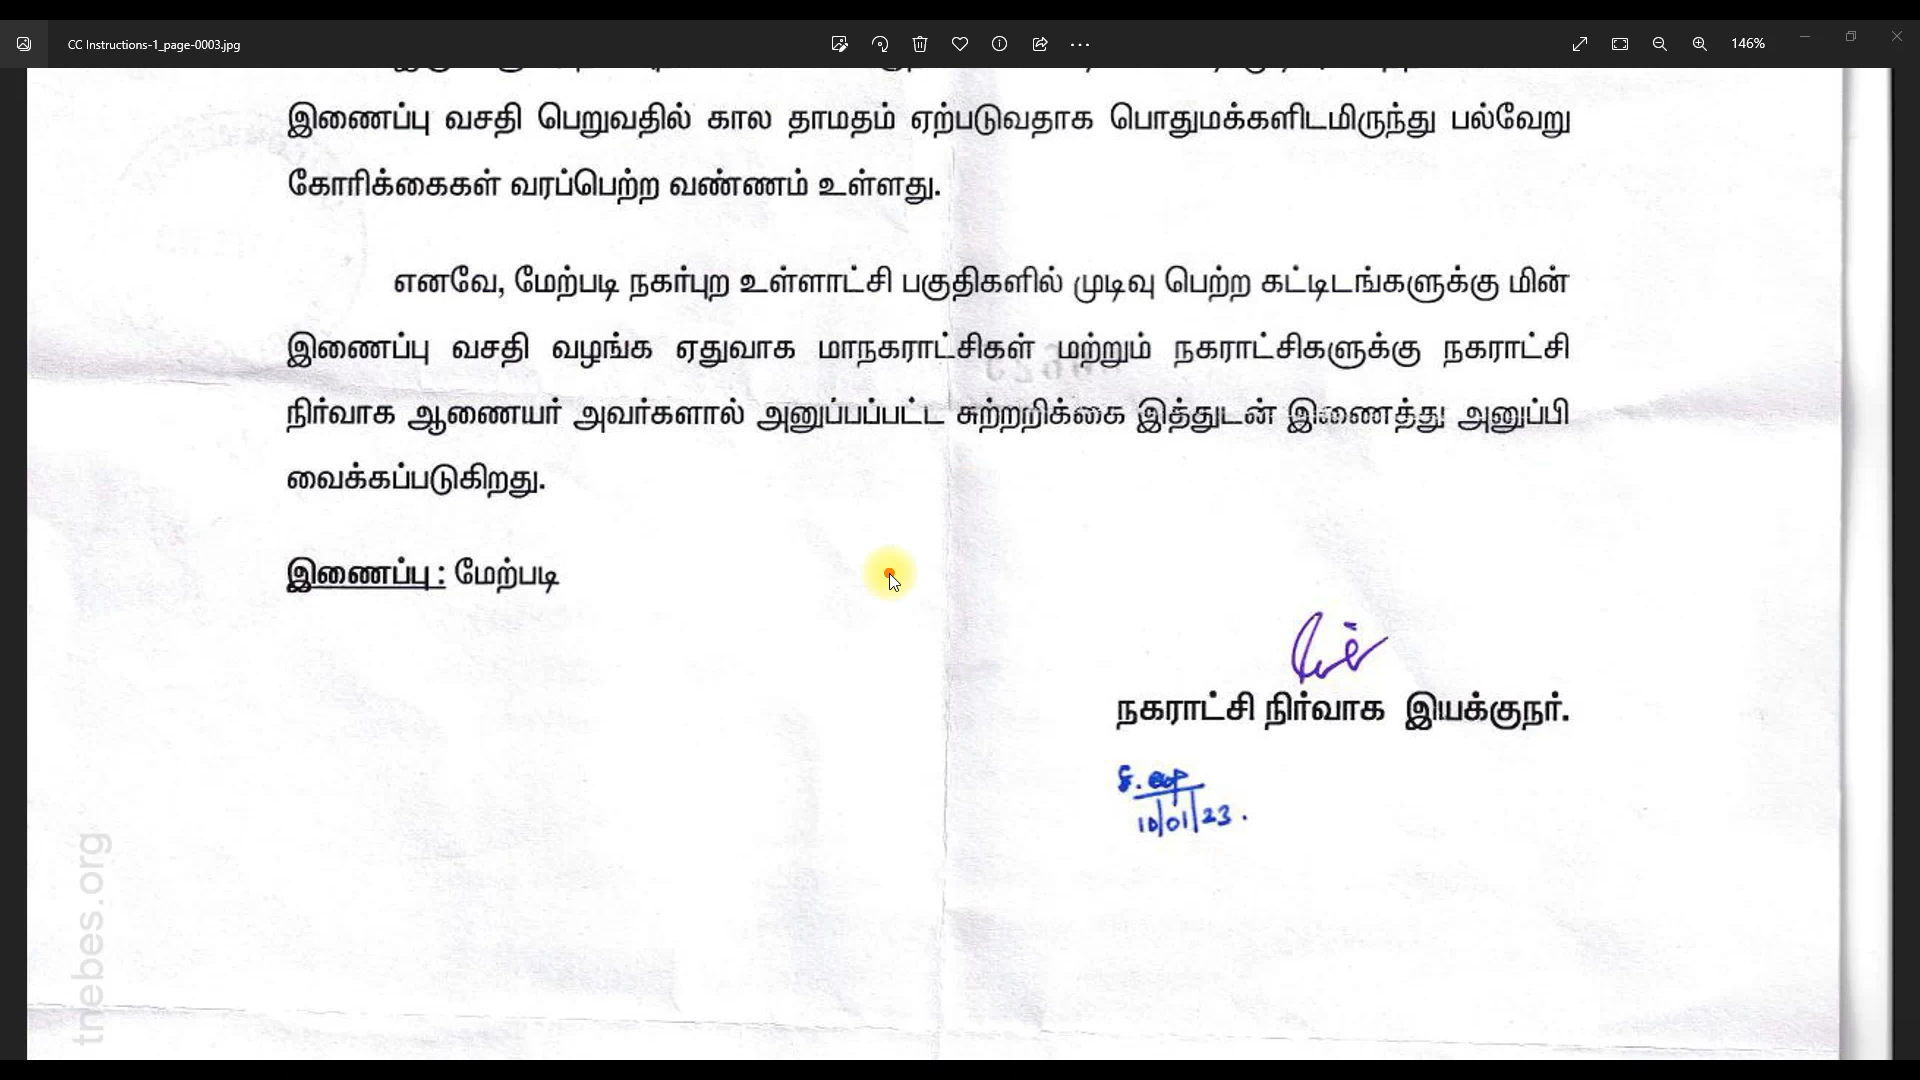 CC Instructions-1_page-0003.jpg
146%
இணைப்பு வசதி பெறுவதில் கால தாமதம் ஏற்படுவதாக பொதுமக்களிடமிருந்து பல்வேறு
கோரிக்கைகள் வரப்பெற்ற வண்ணம் உள்ளது.
எனவே, மேற்படி நகர்புற உள்ளாட்சி பகுதிகளில் முடிவு பெற்ற கட்டிடங்களுக்கு மின்
இணைப்பு வசதி வழங்க ஏதுவாக மாநகராட்சிகள் மற்றும் நகராட்சிகளுக்கு நகராட்சி
நிர்வாக ஆணையர் அவர்களால் அனுப்பப்பட்ட சுற்றறிக்கை இத்துடன் இணைத்து அனுப்பி
வைக்கப்படுகிறது.
இணைப்பு : மேற்படி
நகராட்சி நிர்வாக இயக்குநர்.
10/01/23.
tnebes.org